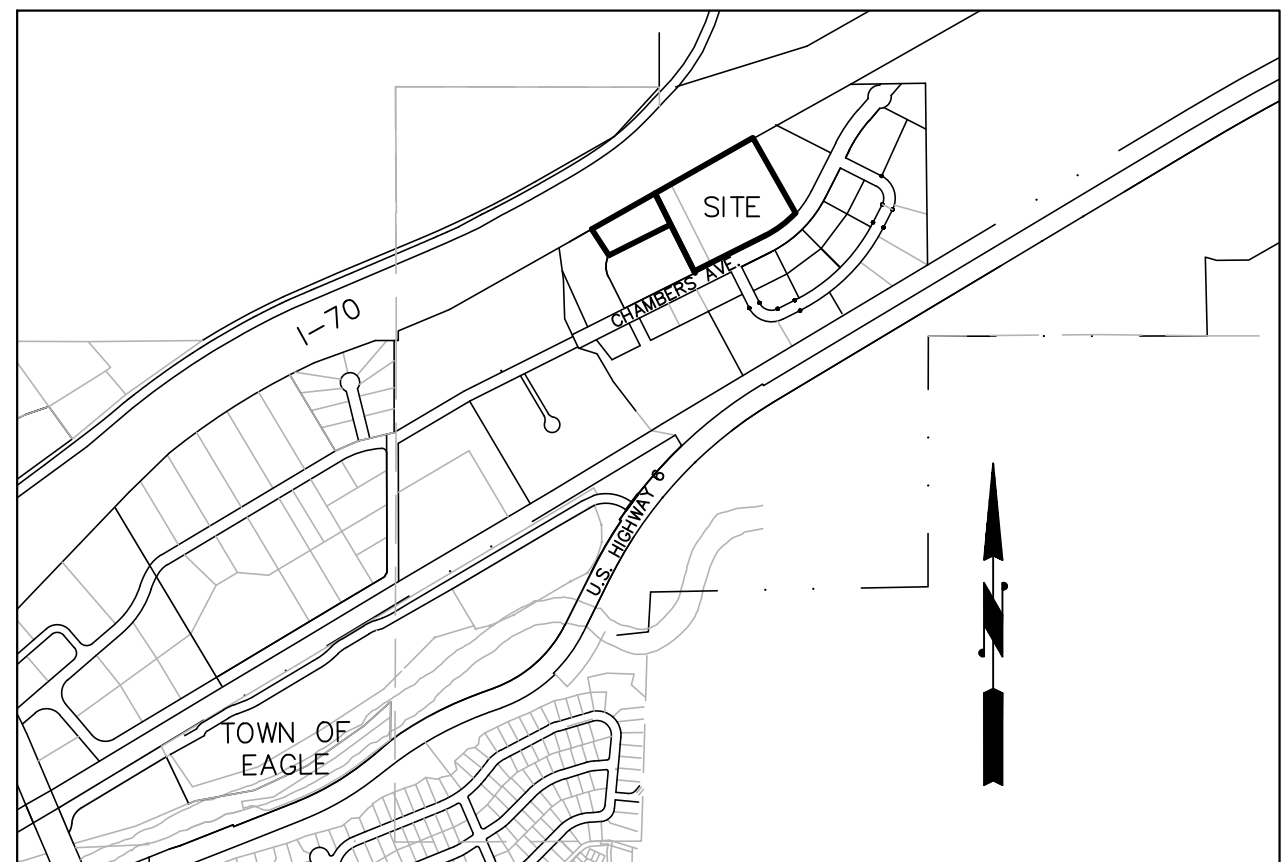 SITE
CHAMBERS AVE.
I-70
U.S. HIGHWAY 6
N
TOWN OF
EAGLE